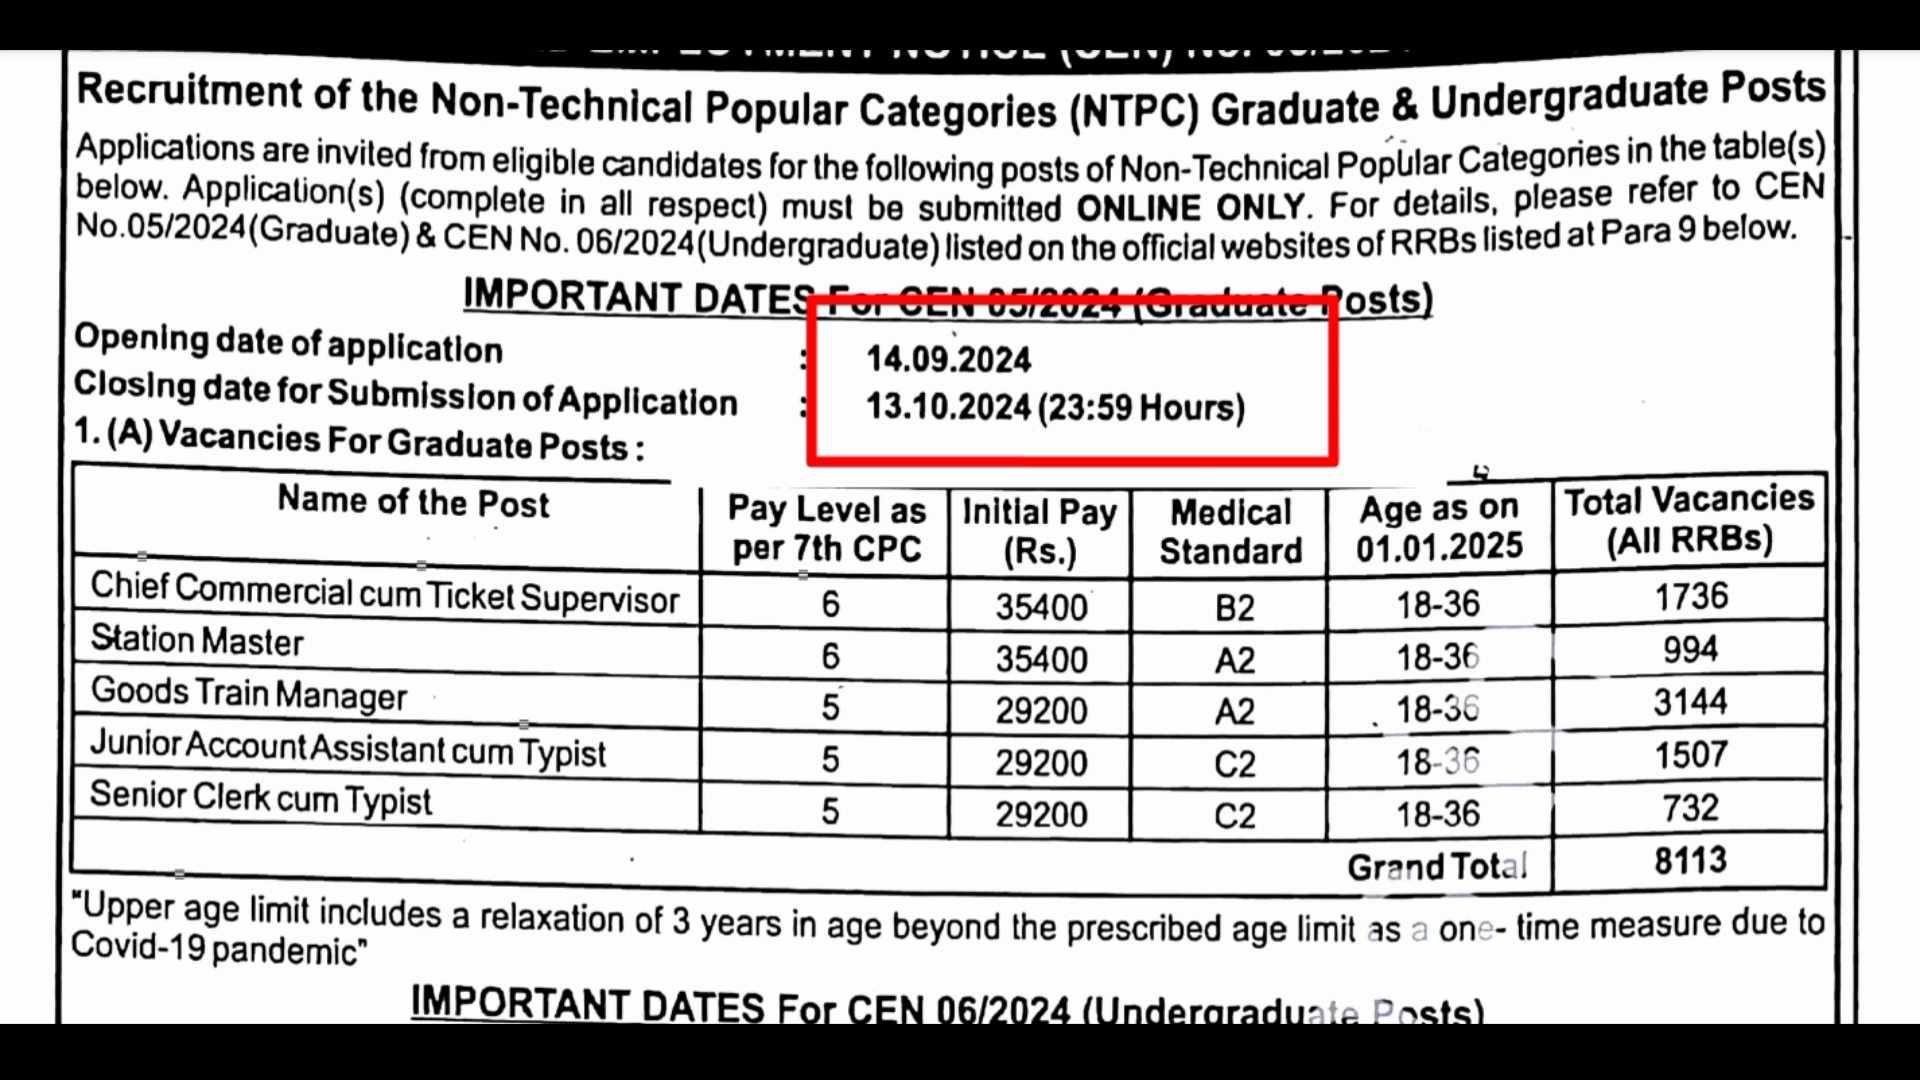 Recruitment of the Non-Technical Popular Categories (NTPC) Graduate & Undergraduate Posts
Applications are invited from eligible candidates for the following posts of Non-Technical Popular Categories in the table(s)
below. Application(s) (complete in all respect) must be submitted ONLINE ONLY. For details, please refer to CEN
No.05/2024(Graduate) & CEN No. 06/2024(Undergraduate) listed on the official websites of RRBs listed at Para 9 below.
IMPORTANT DATES For CEN 05/2024 (Graduate Posts)
Opening date of application : 14.09.2024
Closing date for Submission of Application : 13.10.2024 (23:59 Hours)
1. (A) Vacancies For Graduate Posts :
Name of the Post Pay Level as per 7th CPC Initial Pay (Rs.) Medical Standard Age as on 01.01.2025 Total Vacancies (All RRBs)
Chief Commercial cum Ticket Supervisor 6 35400 B2 18-36 1736
Station Master 6 35400 A2 18-36 994
Goods Train Manager 5 29200 A2 18-36 3144
Junior Account Assistant cum Typist 5 29200 C2 18-36 1507
Senior Clerk cum Typist 5 29200 C2 18-36 732
Grand Total 8113
"Upper age limit includes a relaxation of 3 years in age beyond the prescribed age limit as a one- time measure due to
Covid-19 pandemic"
IMPORTANT DATES For CEN 06/2024 (Undergraduate Posts)